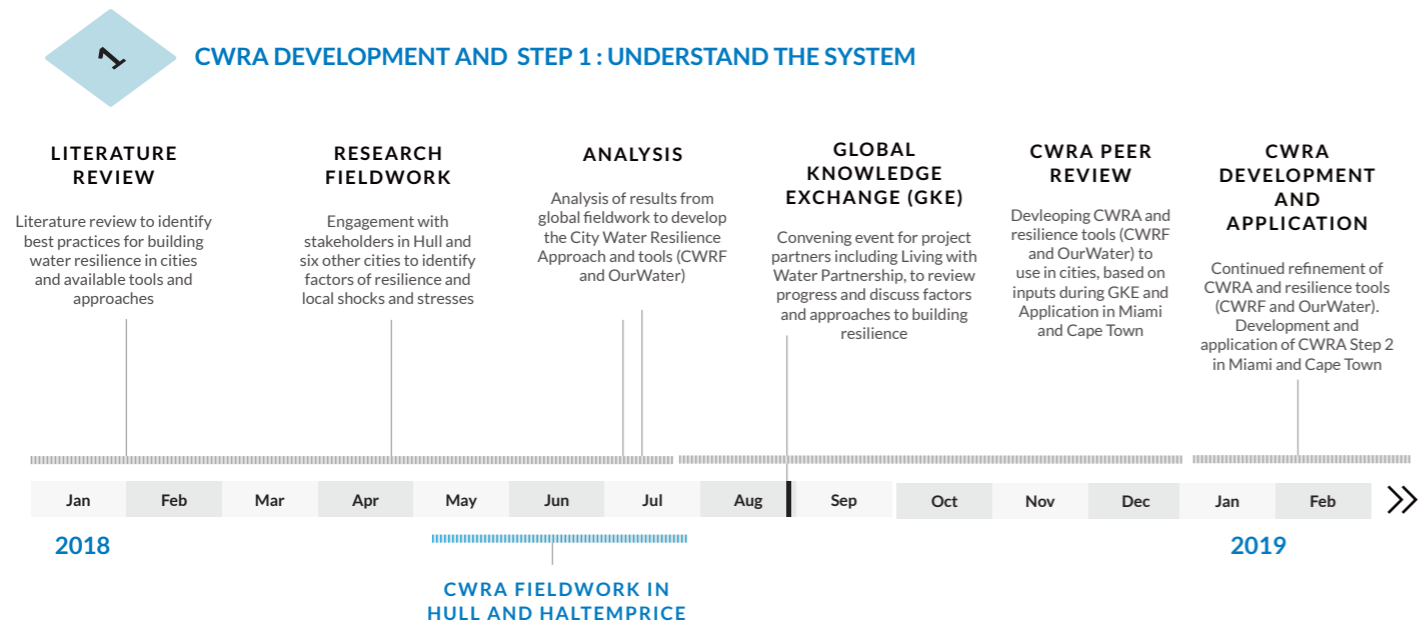 1
CWRA DEVELOPMENT AND STEP 1 : UNDERSTAND THE SYSTEM
LITERATURE
REVIEW
Literature review to identify
best practices for building
water resilience in cities
and available tools and
approaches
RESEARCH
FIELDWORK
Engagement with
stakeholders in Hull and
six other cities to identify
factors of resilience and
local shocks and stresses
ANALYSIS
Analysis of results from
global fieldwork to develop
the City Water Resilience
Approach and tools (CWRF
and OurWater)
GLOBAL
KNOWLEDGE
EXCHANGE (GKE)
Convening event for project
partners including Living with
Water Partnership, to review
progress and discuss factors
and approaches to building
resilience
CWRA PEER
REVIEW
Devleoping CWRA and
resilience tools (CWRF
and OurWater) to
use in cities, based on
inputs during GKE and
Application in Miami
and Cape Town
CWRA
DEVELOPMENT
AND
APPLICATION
Continued refinement of
CWRA and resilience tools
(CWRF and OurWater).
Development and
application of CWRA Step 2
in Miami and Cape Town
Jan Feb Mar Apr May Jun Jul Aug Sep Oct Nov Dec Jan Feb
2018 2019
CWRA FIELDWORK IN
HULL AND HALTEMPRICE